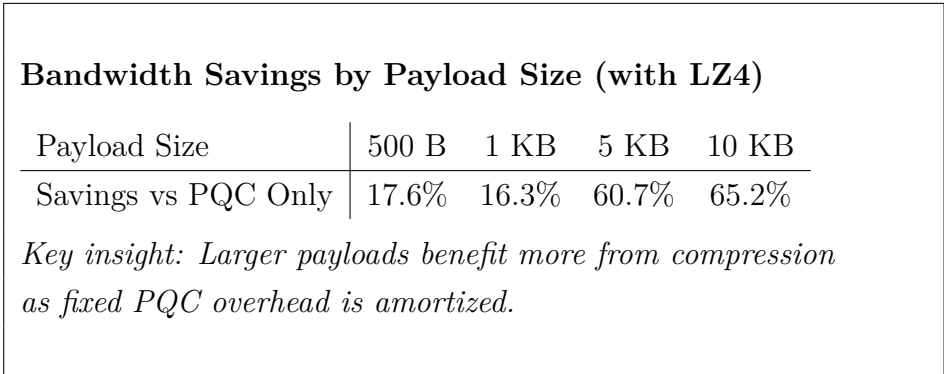 Bandwidth Savings by Payload Size (with LZ4)
Payload Size 500 B 1 KB 5 KB 10 KB
Savings vs PQC Only 17.6% 16.3% 60.7% 65.2%
Key insight: Larger payloads benefit more from compression
as fixed PQC overhead is amortized.